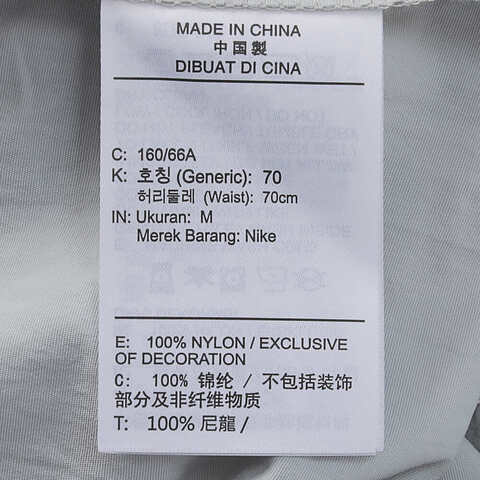 MADE IN CHINA
中国製
DIBUAT DI CINA
C: 160/66A
K: 호칭 (Generic): 70
허리둘레 (Waist): 70cm
IN: Ukuran: M
Merek Barang: Nike
E: 100% NYLON / EXCLUSIVE
OF DECORATION
C: 100% 锦纶 / 不包括装饰
部分及非纤维物质
T: 100% 尼龍 /